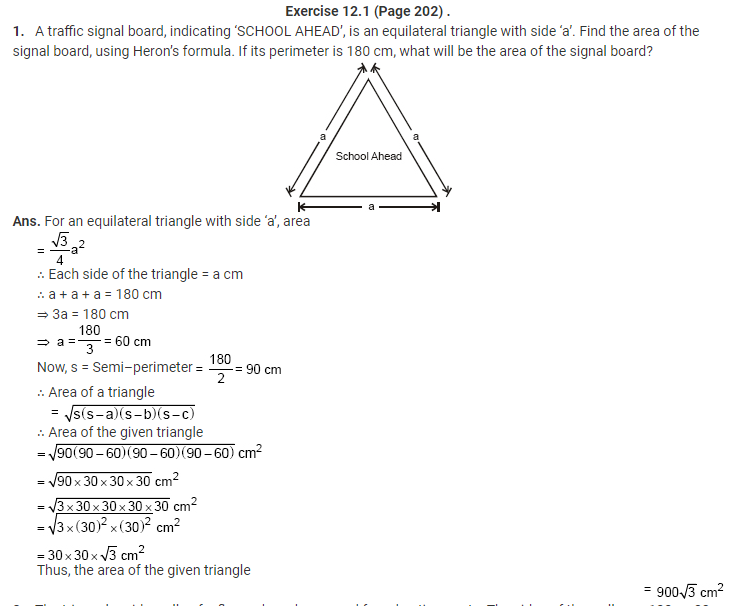 Exercise 12.1 (Page 202) .
1. A traffic signal board, indicating ‘SCHOOL AHEAD’, is an equilateral triangle with side ‘a’. Find the area of the
signal board, using Heron’s formula. If its perimeter is 180 cm, what will be the area of the signal board?
a a
School Ahead
a
Ans. For an equilateral triangle with side ‘a’, area
= √3/4 a²
∴ Each side of the triangle = a cm
∴ a + a + a = 180 cm
⇒ 3a = 180 cm
⇒ a = 180/3 = 60 cm
Now, s = Semi−perimeter = 180/2 = 90 cm
∴ Area of a triangle
= √s(s−a)(s−b)(s−c)
∴ Area of the given triangle
= √90(90−60)(90−60)(90−60) cm²
= √90×30×30×30 cm²
= √3×30×30×30×30 cm²
= √3×(30)²×(30)² cm²
= 30×30×√3 cm²
Thus, the area of the given triangle
= 900√3 cm²